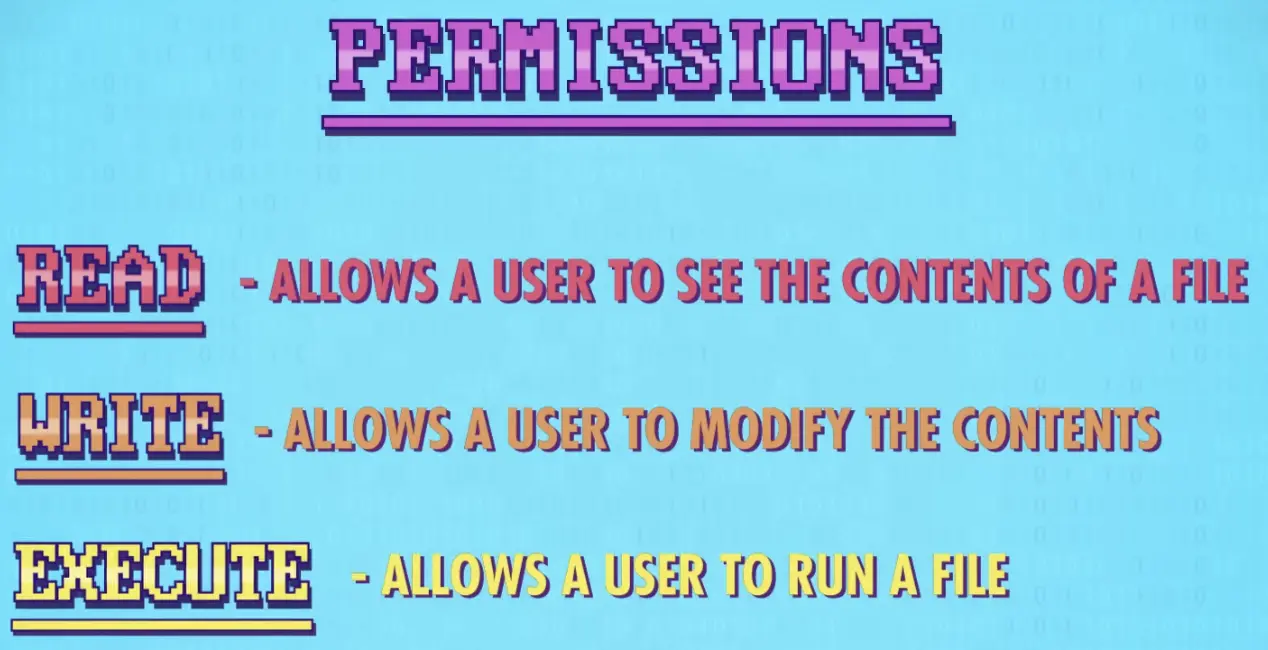 PERMISSIONS
READ - ALLOWS A USER TO SEE THE CONTENTS OF A FILE
WRITE - ALLOWS A USER TO MODIFY THE CONTENTS
EXECUTE - ALLOWS A USER TO RUN A FILE